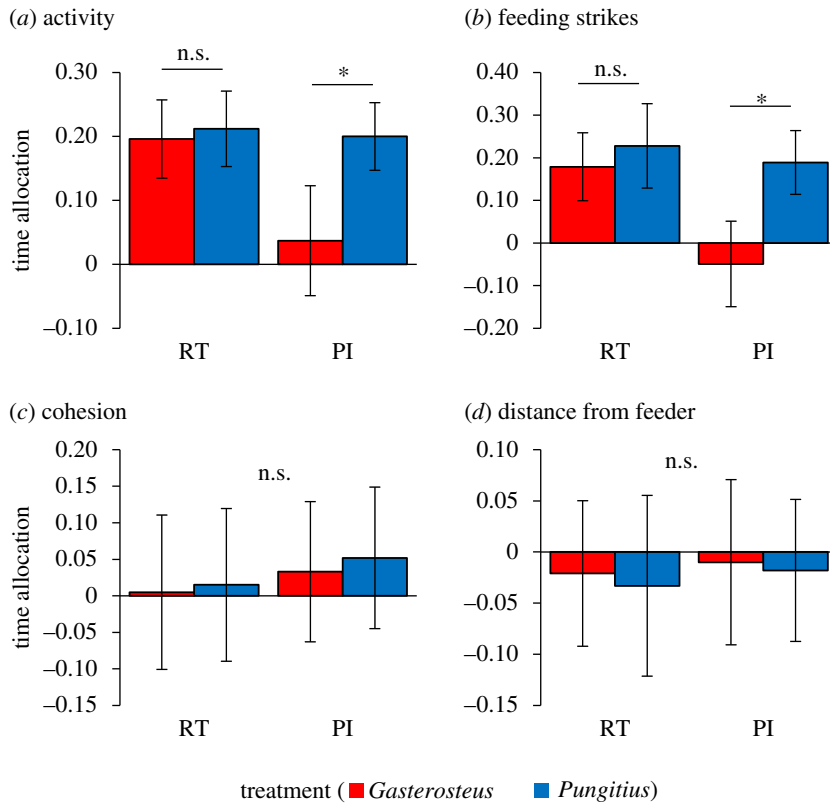 (a) activity
n.s.
*
0.30
0.20
0.10
0
–0.10
time allocation
RT PI
(b) feeding strikes
n.s.
*
0.40
0.30
0.20
0.10
0
–0.10
–0.20
RT PI
(c) cohesion
n.s.
0.20
0.15
0.10
0.05
0
–0.05
–0.10
–0.15
time allocation
RT PI
(d) distance from feeder
n.s.
0.10
0.05
0
–0.05
–0.10
–0.15
RT PI
treatment ( Gasterosteus Pungitius)